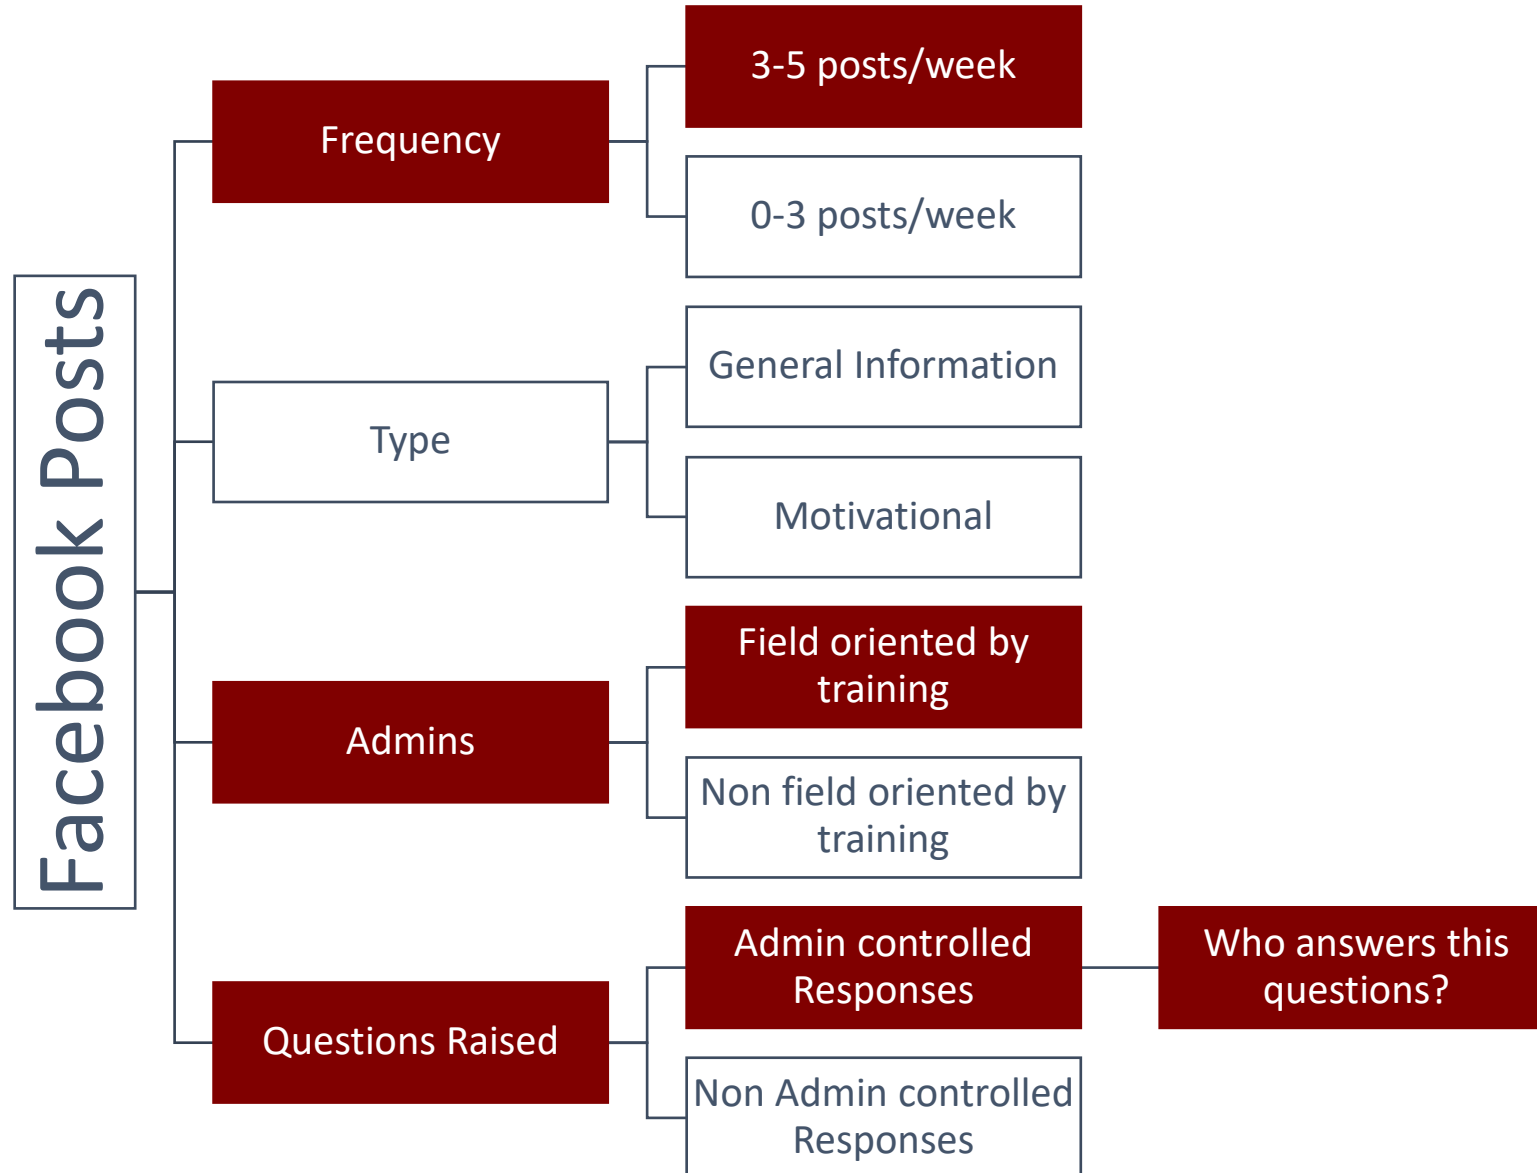 Facebook Posts
Frequency
3-5 posts/week
0-3 posts/week
Type
General Information
Motivational
Admins
Field oriented by
training
Non field oriented by
training
Questions Raised
Admin controlled
Responses
Who answers this
questions?
Non Admin controlled
Responses